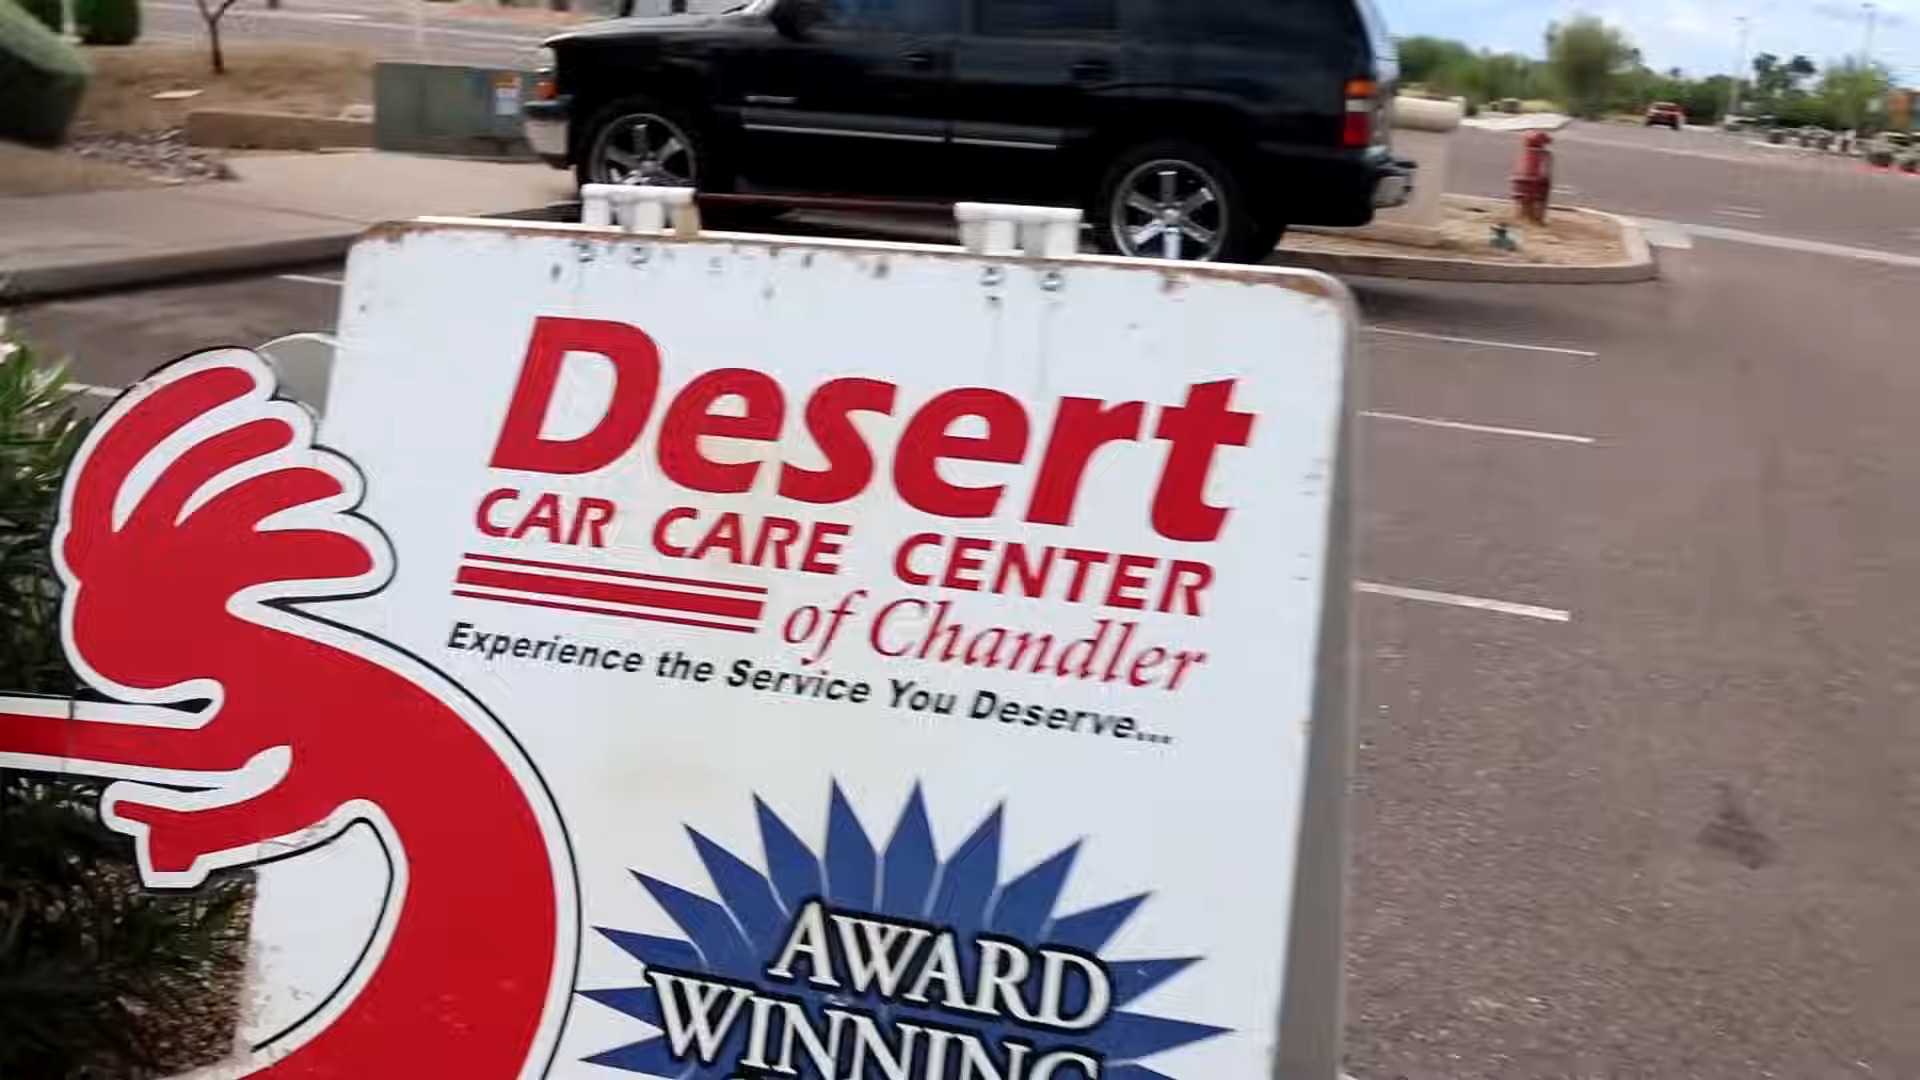 Desert
CAR CARE CENTER
of Chandler
Experience the Service You Deserve...
AWARD
WINNING